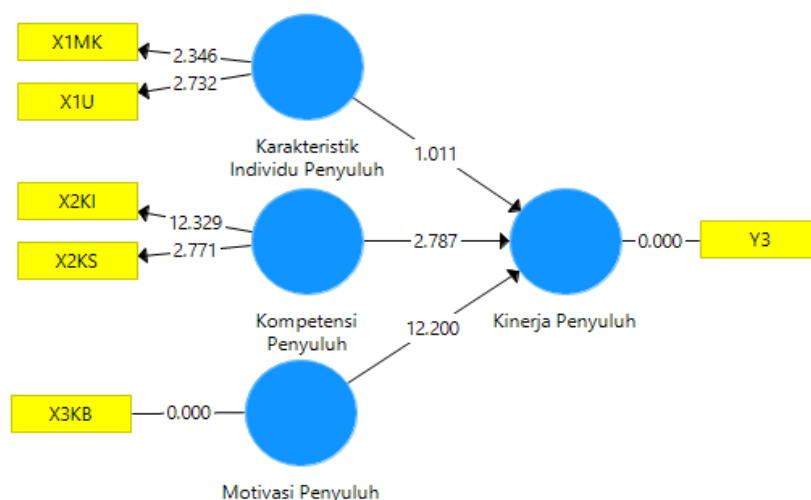 X1MK
2.346
2.732
X1U
Karakteristik
Individu Penyuluh
1.011
X2KI
12.329
2.771
X2KS
2.787
0.000
Y3
Kompetensi
Penyuluh
Kinerja Penyuluh
12.200
X3KB
0.000
Motivasi Penyuluh